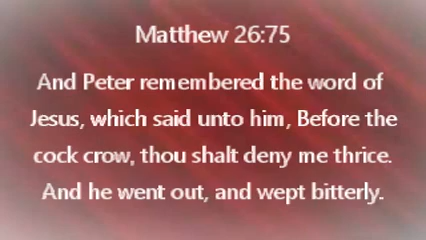 Matthew 26:75
And Peter remembered the word of
Jesus, which said unto him, Before the
cock crow, thou shalt deny me thrice.
And he went out, and wept bitterly.